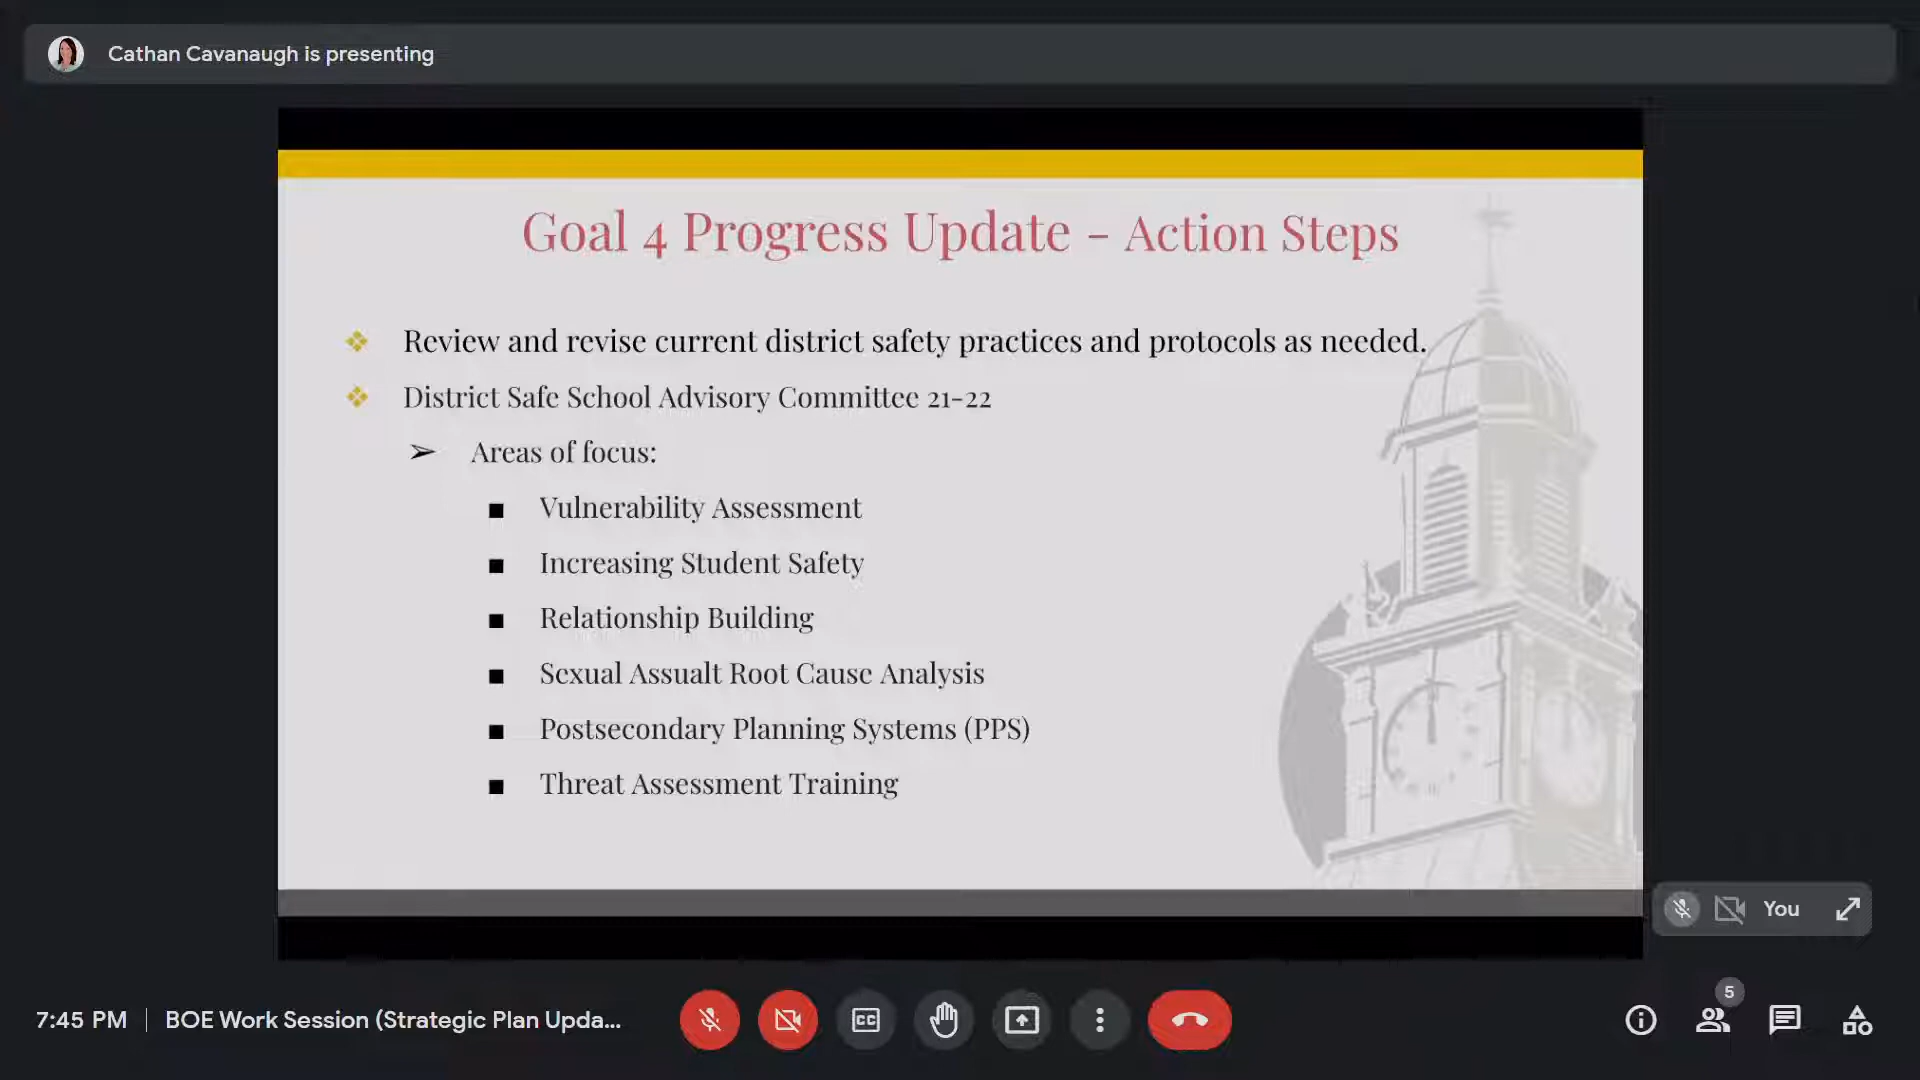 Cathan Cavanaugh is presenting
Goal 4 Progress Update - Action Steps
❖ Review and revise current district safety practices and protocols as needed.
❖ District Safe School Advisory Committee 21-22
➢ Areas of focus:
■ Vulnerability Assessment
■ Increasing Student Safety
■ Relationship Building
■ Sexual Assualt Root Cause Analysis
■ Postsecondary Planning Systems (PPS)
■ Threat Assessment Training
You
7:45 PM | BOE Work Session (Strategic Plan Upda...
CC
5